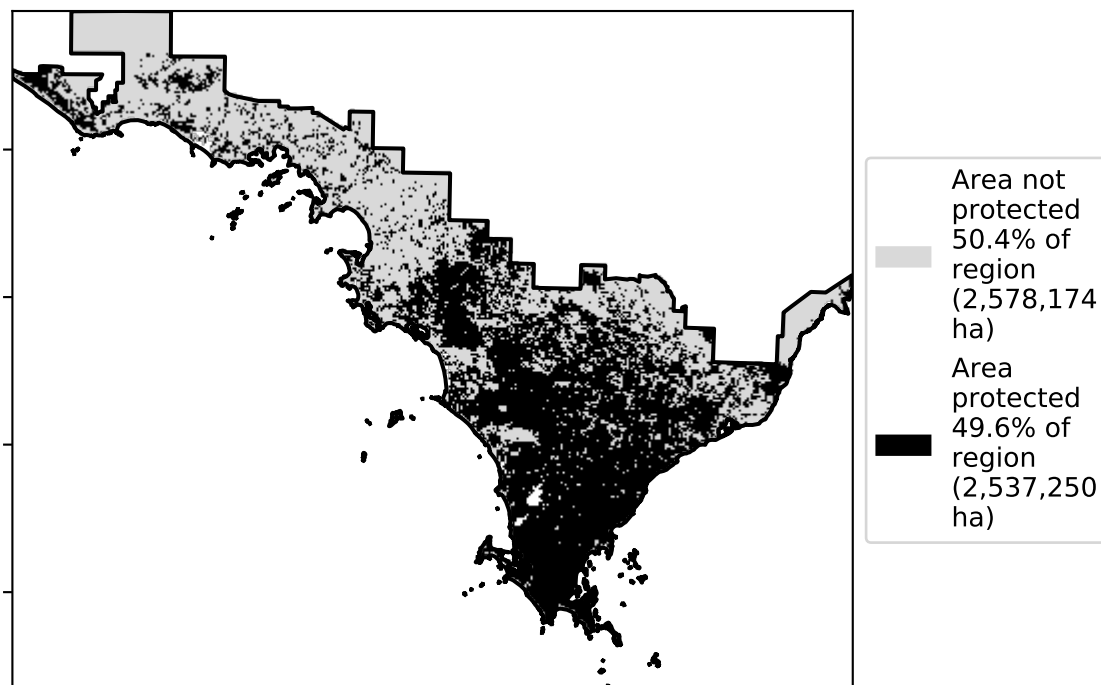 Area not
protected
50.4% of
region
(2,578,174
ha)
Area
protected
49.6% of
region
(2,537,250
ha)